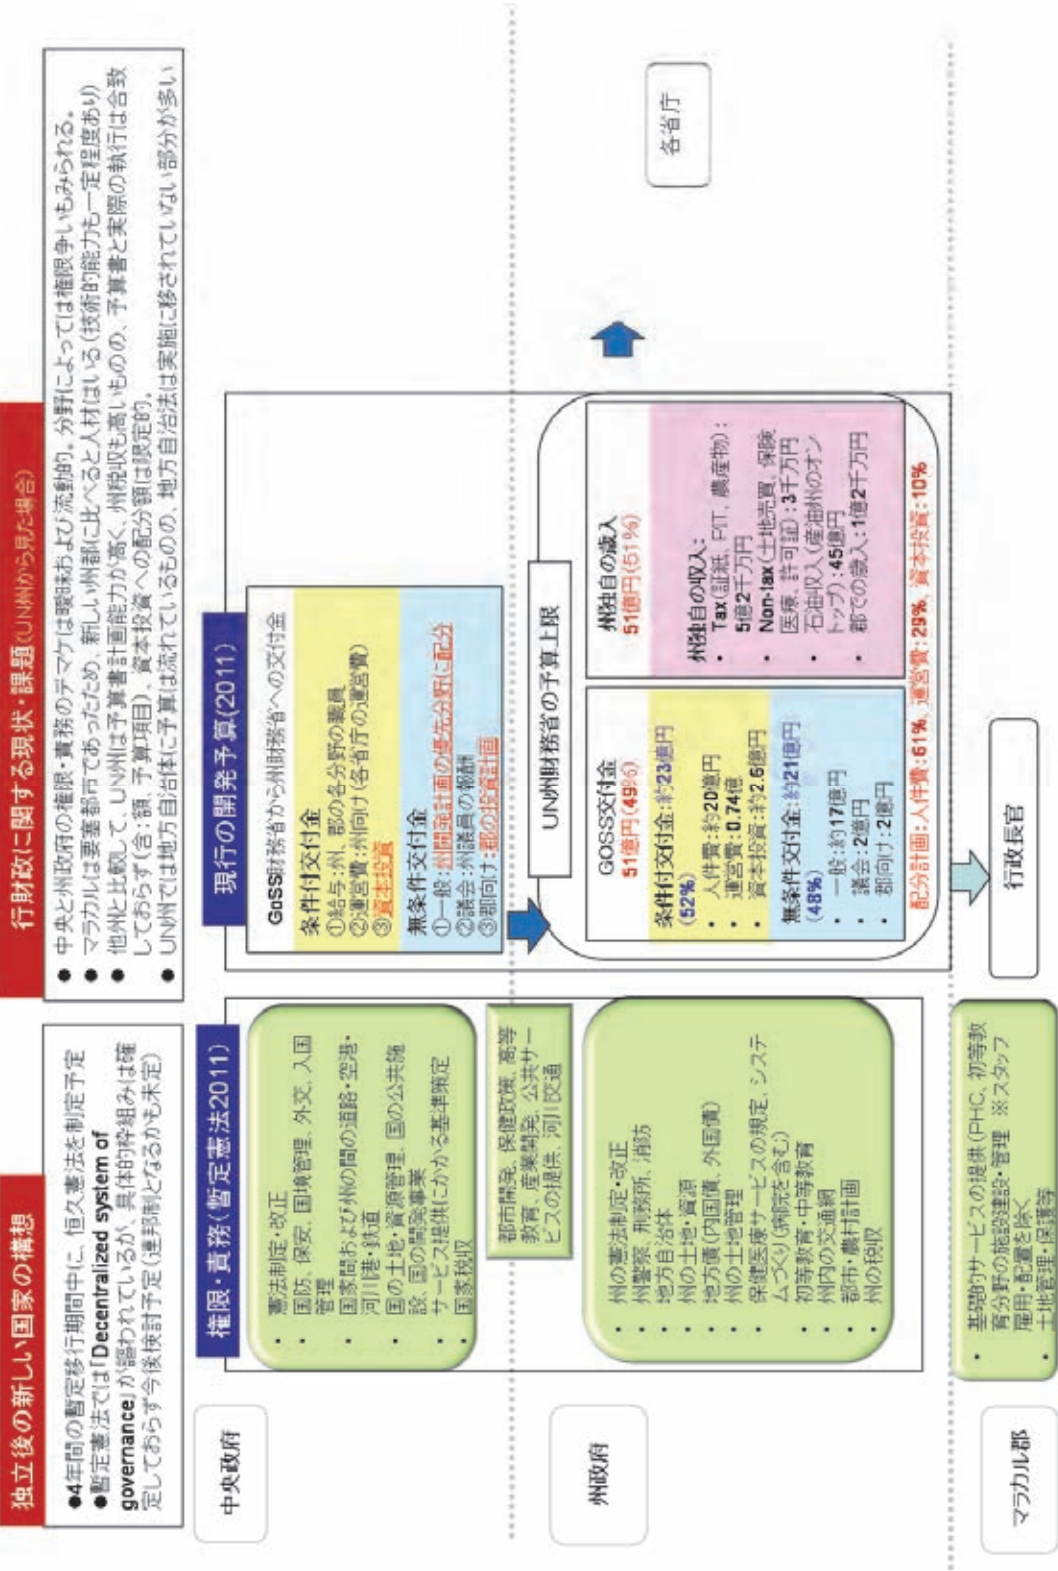 独立後の新しい国家の構想
●4年間の暫定移行期間中に、恒久憲法を制定予定
●暫定憲法では「Decentralized system of
governance」が謳われているが、具体的枠組みは確
定しておらず今後検討予定(連邦制となるかも未定)
行財政に関する現状・課題(UN州から見た場合)
● 中央と州政府の権限・責務のデマケは曖昧および流動的。分野によっては権限争いもみられる。
● マラカルは要塞都市であったため、新しい州都に比べると人材はいる(技術的能力も一定程度あり)
● 他州と比較して、UN州は予算書計画能力が高く、州税収も高いものの、予算書と実際の執行は合致
しておらず(含:額、予算項目)、資本投資への配分額は限定的。
● UN州では地方自治体に予算は流れているものの、地方自治法は実施に移されていない部分が多い
権限・責務(暫定憲法2011)
中央政府
• 憲法制定・改正
• 国防、保安、国境管理、外交、入国
管理
• 国家間および州の間の道路・空港・
河川港・鉄道
• 国の土地・資源管理、国の公共施
設、国の開発事業
• サービス提供にかかる基準策定
• 国家税収
都市開発、保健政策、高等
教育、産業開発、公共サー
ビスの提供、河川交通
州政府
• 州の憲法制定・改正
• 州警察、刑務所、消防
• 地方自治体
• 州の土地・資源
• 地方債(内国債、外国債)
• 州の土地管理
• 保健医療サービスの規定、システ
ムづくり(病院を含む)
• 初等教育・中等教育
• 州内の交通網
• 都市・農村計画
• 州の税収
マラカル郡
• 基礎的サービスの提供(PHC、初等教
育分野の施設建設・管理 ※スタッフ
雇用・配置を除く
• 土地管理・保護等
現行の開発予算(2011)
GoSS財務省から州財務省への交付金
条件付交付金
①給与:州、郡の各分野の職員
②運営費:州向け(各省庁の運営費)
③資本投資
無条件交付金
①一般:州開発計画の優先分野に配分
②議会:州議員の報酬
③郡向け:郡の投資計画
UN州財務省の予算上限
GOSS交付金
51億円(49%)
条件付交付金:約23億円
(52%)
• 人件費:約20億円
• 運営費:0.74億
• 資本投資:約2.6億円
無条件交付金:約21億円
(48%)
• 一般:約17億円
• 議会:2億円
• 郡向け:2億円
州独自の歳入
51億円(51%)
州独自の収入:
• Tax(証紙、PIT、農産物):
5億2千万円
• Non-tax(土地売買、保険
医療、許可証):3千万円
• 石油収入(産油州のオン
トップ):45億円
• 郡での歳入:1億2千万円
配分計画:人件費:61%、運営費:29%、資本投資:10%
各省庁
行政長官